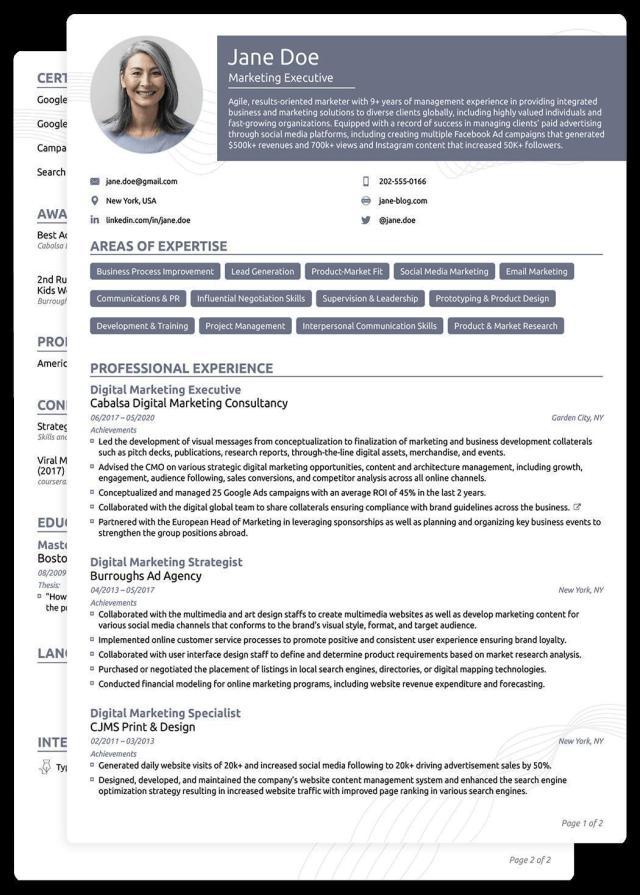 Jane Doe
Marketing Executive
Agile, results-oriented marketer with 9+ years of management experience in providing integrated
business and marketing solutions to diverse clients globally, including highly valued individuals and
fast-growing organizations. Equipped with a record of success in managing clients' paid advertising
through social media platforms, including creating multiple Facebook Ad campaigns that generated
$500k+ revenues and 700k+ views and Instagram content that increased 50K+ followers.
jane.doe@gmail.com
202-555-0166
New York, USA
jane-blog.com
linkedin.com/in/jane.doe
@jane.doe
AREAS OF EXPERTISE
Business Process Improvement Lead Generation Product-Market Fit Social Media Marketing Email Marketing
Communications & PR Influential Negotiation Skills Supervision & Leadership Prototyping & Product Design
Development & Training Project Management Interpersonal Communication Skills Product & Market Research
PROFESSIONAL EXPERIENCE
Digital Marketing Executive
Cabalsa Digital Marketing Consultancy
06/2017 – 05/2020 Garden City, NY
Achievements
Led the development of visual messages from conceptualization to finalization of marketing and business development collaterals
such as pitch decks, publications, research reports, through-the-line digital assets, merchandise, and events.
Advised the CMO on various strategic digital marketing opportunities, content and architecture management, including growth,
engagement, audience following, sales conversions, and competitor analysis across all online channels.
Conceptualized and managed 25 Google Ads campaigns with an average ROI of 45% in the last 2 years.
Collaborated with the digital global team to share collaterals ensuring compliance with brand guidelines across the business.
Partnered with the European Head of Marketing in leveraging sponsorships as well as planning and organizing key business events to
strengthen the group positions abroad.
Digital Marketing Strategist
Burroughs Ad Agency
04/2013 – 05/2017 New York, NY
Achievements
Collaborated with the multimedia and art design staffs to create multimedia websites as well as develop marketing content for
various social media channels that conforms to the brand's visual style, format, and target audience.
Implemented online customer service processes to promote positive and consistent user experience ensuring brand loyalty.
Collaborated with user interface design staff to define and determine product requirements based on market research analysis.
Purchased or negotiated the placement of listings in local search engines, directories, or digital mapping technologies.
Conducted financial modeling for online marketing programs, including website revenue expenditure and forecasting.
Digital Marketing Specialist
CJMS Print & Design
02/2011 – 03/2013 New York, NY
Achievements
Generated daily website visits of 20k+ and increased social media following to 20k+ driving advertisement sales by 50%.
Designed, developed, and maintained the company's website content management system and enhanced the search engine
optimization strategy resulting in increased website traffic with improved page ranking in various search engines.
Page 1 of 2
CERT
Google
Google
Campa
Search
AWA
Best Ac
Cabalsa
2nd Ru
Kids W
Burrough
PRO
Americ
CON
Strateg
Skills and
Viral M
(2017)
coursera
EDUC
Maste
Bosto
08/2009
Thesis:
"How
the p
LAN
INTE
Ty
Page 2 of 2